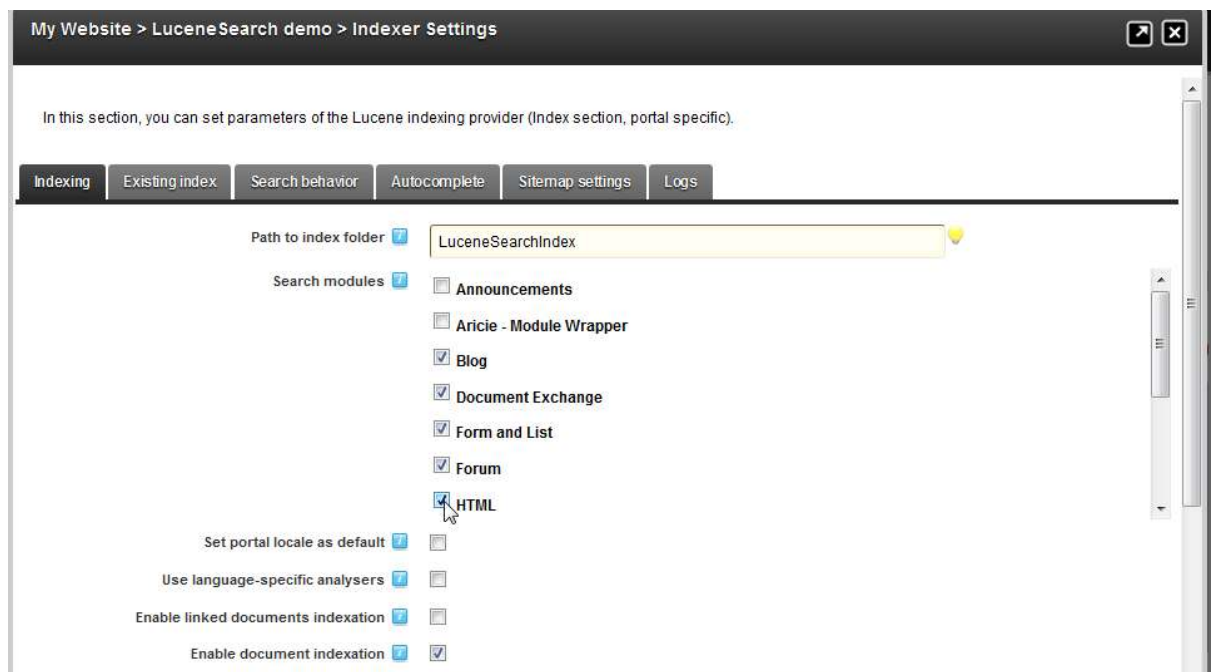 My Website > LuceneSearch demo > Indexer Settings
In this section, you can set parameters of the Lucene indexing provider (Index section, portal specific).
Indexing Existing index Search behavior Autocomplete Sitemap settings Logs
Path to index folder LuceneSearchIndex
Search modules
Announcements
Aricie - Module Wrapper
Blog
Document Exchange
Form and List
Forum
HTML
Set portal locale as default
Use language-specific analysers
Enable linked documents indexation
Enable document indexation